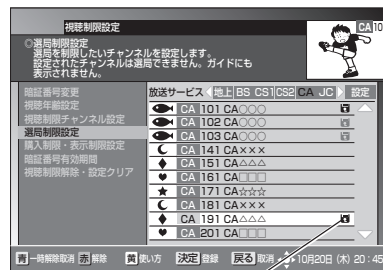 視聴制限設定
CA 10
◎選局制限設定
選局を制限したいチャンネルを設定します。
設定されたチャンネルは選局できません。ガイドにも
表示されません。
暗証番号変更
視聴年齢設定
視聴制限チャンネル設定
選局制限設定
購入制限・表示制限設定
暗証番号有効期間
視聴制限解除・設定クリア
放送サービス 地上 BS CS1 CS2 CA JC 設定
CA 101 CA○○○
CA 102 CA○○○
CA 103 CA○○○
CA 141 CA×××
CA 151 CA△△△
CA 161 CA□□□
CA 171 CA☆☆☆
CA 181 CA×××
CA 191 CA△△△
CA 201 CA□□□
青 一時解除取消 赤 解除 黄 使い方 決定 登録 戻る 取消 10月20日(木) 20:45